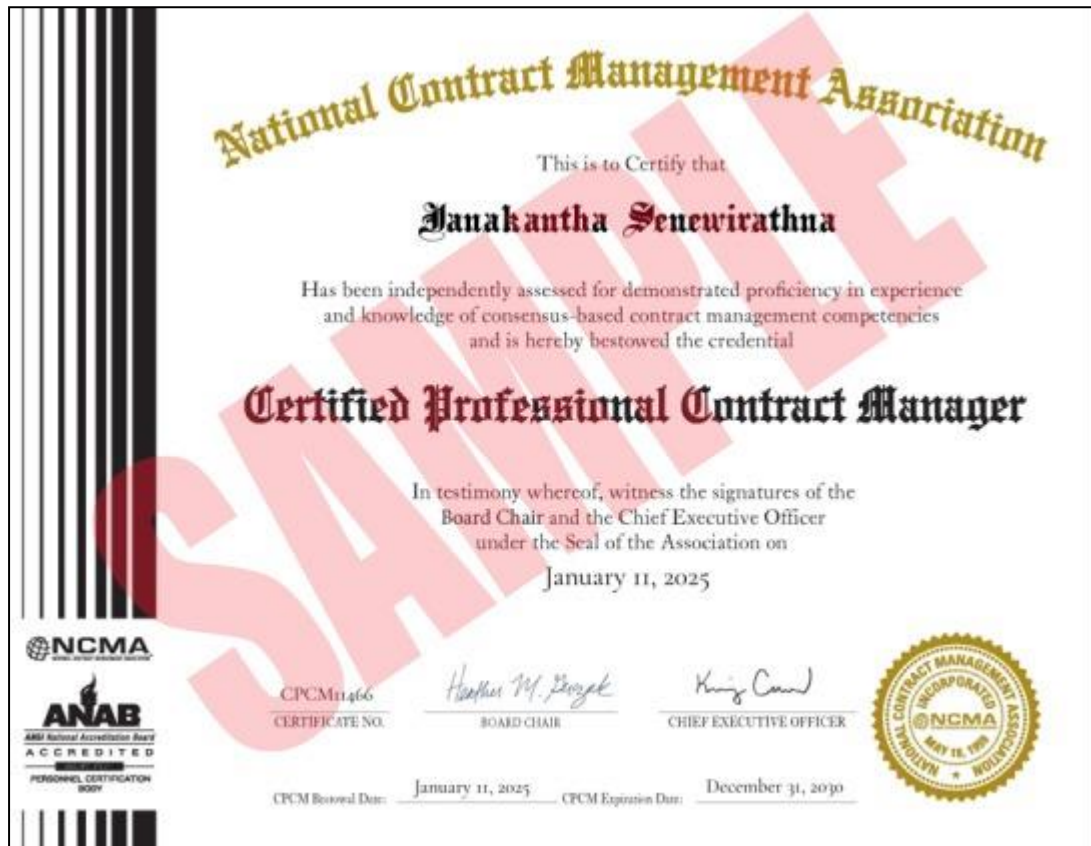 National Contract Management Association
This is to Certify that
Janakantha Senewirathna
Has been independently assessed for demonstrated proficiency in experience
and knowledge of consensus-based contract management competencies
and is hereby bestowed the credential
Certified Professional Contract Manager
In testimony whereof, witness the signatures of the
Board Chair and the Chief Executive Officer
under the Seal of the Association on
January 11, 2025
SAMPLE
NCMA
ANAB
ANSI National Accreditation Board
ACCREDITED
PERSONNEL CERTIFICATION
BODY
CPCM11466
CERTIFICATE NO.
BOARD CHAIR
CHIEF EXECUTIVE OFFICER
CPCM Bestowal Date: January 11, 2025 CPCM Expiration Date: December 31, 2030
NATIONAL CONTRACT MANAGEMENT ASSOCIATION
INCORPORATED
NCMA
MAY 18, 1959